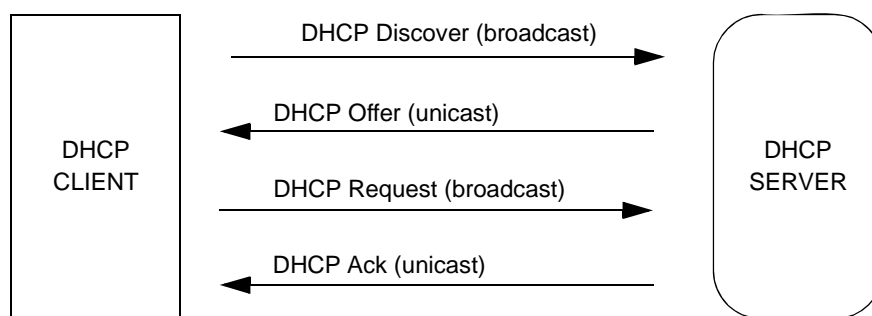 DHCP Discover (broadcast)
DHCP Offer (unicast)
DHCP
CLIENT
DHCP
SERVER
DHCP Request (broadcast)
DHCP Ack (unicast)